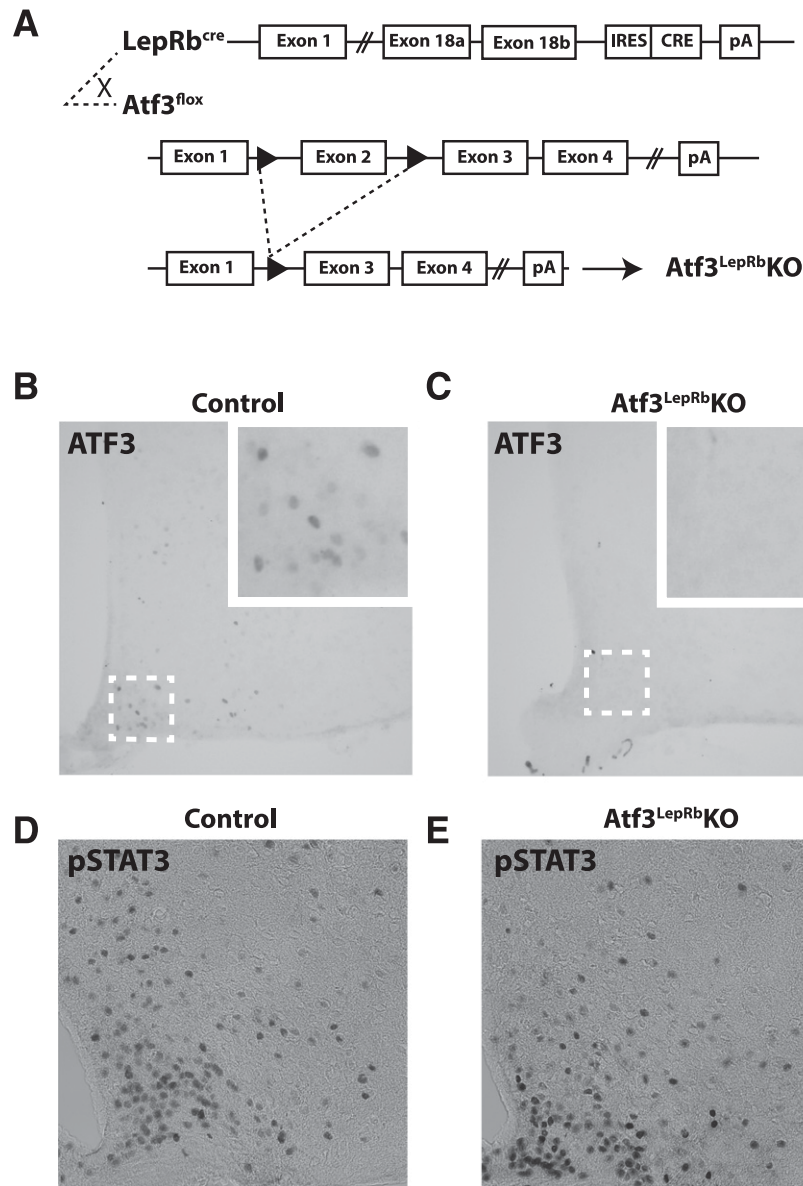 A
LepRbcre Exon 1 // Exon 18a Exon 18b IRES CRE pA
X
Atf3flox
Exon 1 Exon 2 Exon 3 Exon 4 // pA
Exon 1 Exon 3 Exon 4 // pA Atf3LepRbKO
B Control
ATF3
C Atf3LepRbKO
ATF3
D Control
pSTAT3
E Atf3LepRbKO
pSTAT3